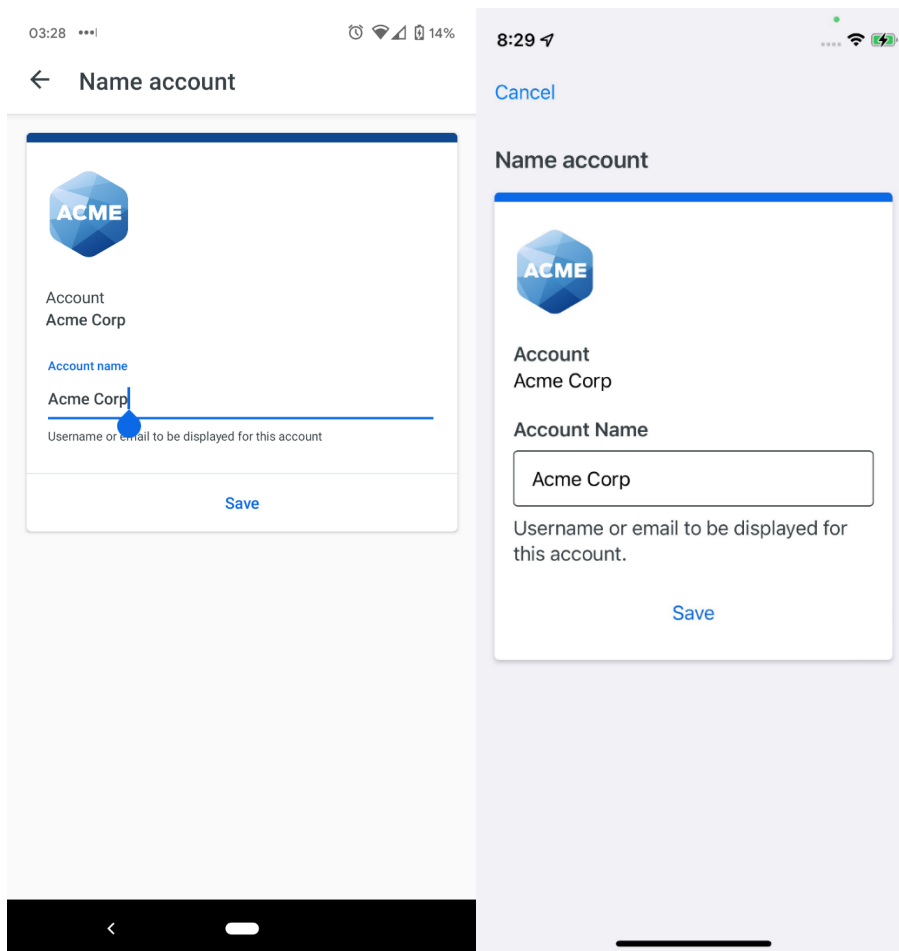 03:28
14%
Name account
ACME
Account
Acme Corp
Account name
Acme Corp
Username or email to be displayed for this account
Save
8:29
Cancel
Name account
ACME
Account
Acme Corp
Account Name
Acme Corp
Username or email to be displayed for
this account.
Save